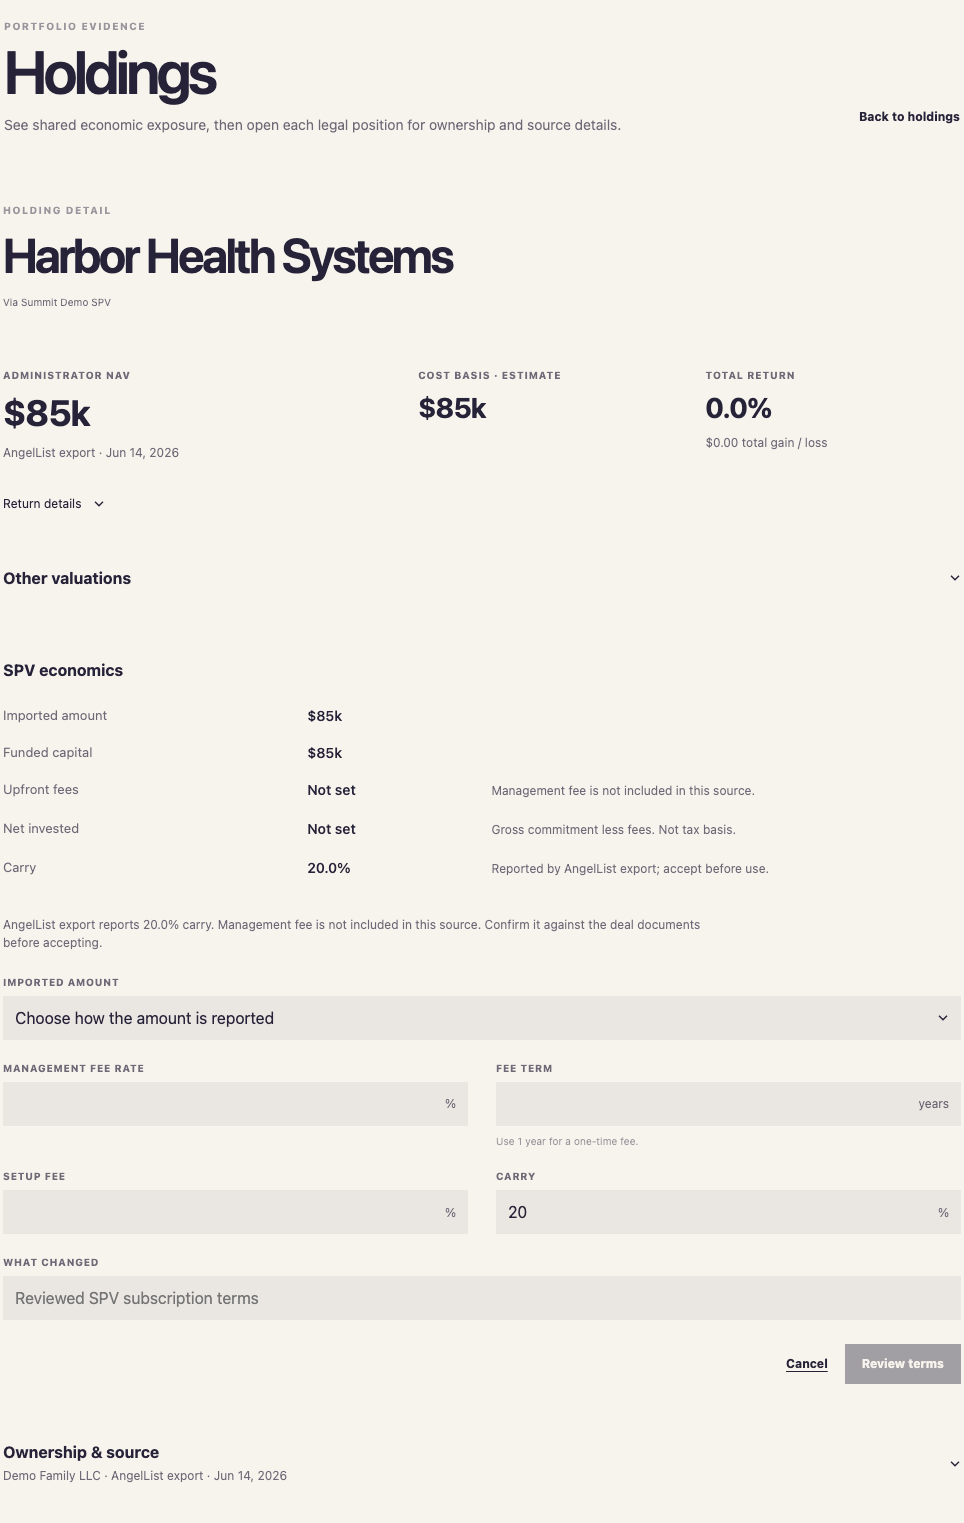 PORTFOLIO EVIDENCE
Holdings
See shared economic exposure, then open each legal position for ownership and source details.
Back to holdings
HOLDING DETAIL
Harbor Health Systems
Via Summit Demo SPV
ADMINISTRATOR NAV
$85k
AngelList export · Jun 14, 2026
COST BASIS · ESTIMATE
$85k
TOTAL RETURN
0.0%
$0.00 total gain / loss
Return details
Other valuations
SPV economics
Imported amount $85k
Funded capital $85k
Upfront fees Not set Management fee is not included in this source.
Net invested Not set Gross commitment less fees. Not tax basis.
Carry 20.0% Reported by AngelList export; accept before use.
AngelList export reports 20.0% carry. Management fee is not included in this source. Confirm it against the deal documents
before accepting.
IMPORTED AMOUNT
Choose how the amount is reported
MANAGEMENT FEE RATE
%
FEE TERM
years
Use 1 year for a one-time fee.
SETUP FEE
%
CARRY
20 %
WHAT CHANGED
Reviewed SPV subscription terms
Cancel Review terms
Ownership & source
Demo Family LLC · AngelList export · Jun 14, 2026